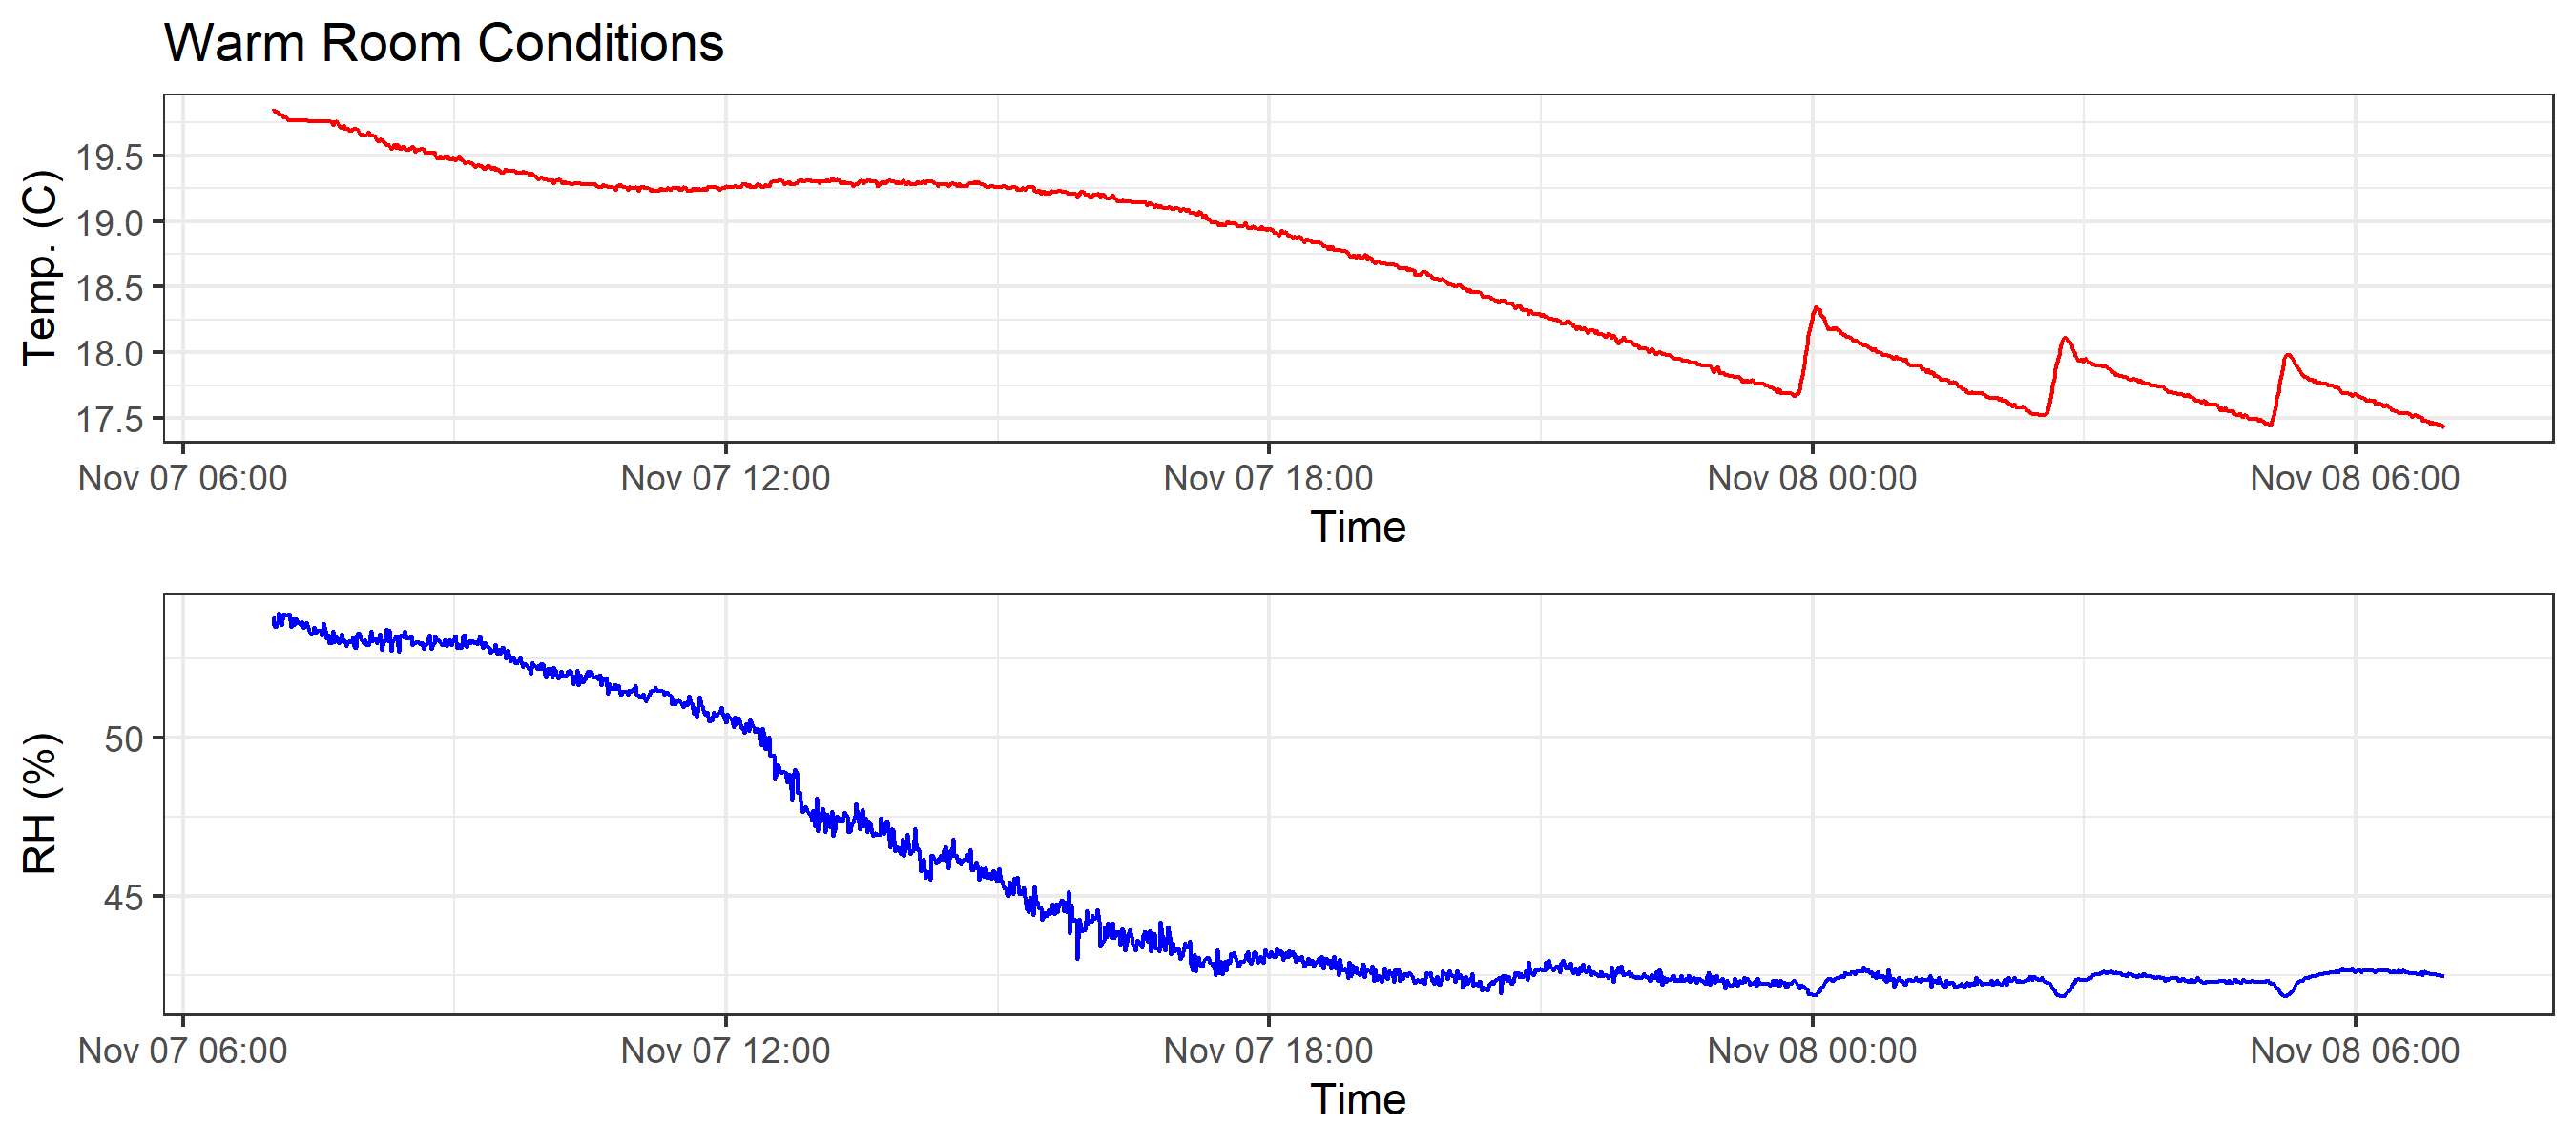 Warm Room Conditions
Temp. (C)
19.5
19.0
18.5
18.0
17.5
Nov 07 06:00 Nov 07 12:00 Nov 07 18:00 Nov 08 00:00 Nov 08 06:00
Time
RH (%)
50
45
Nov 07 06:00 Nov 07 12:00 Nov 07 18:00 Nov 08 00:00 Nov 08 06:00
Time